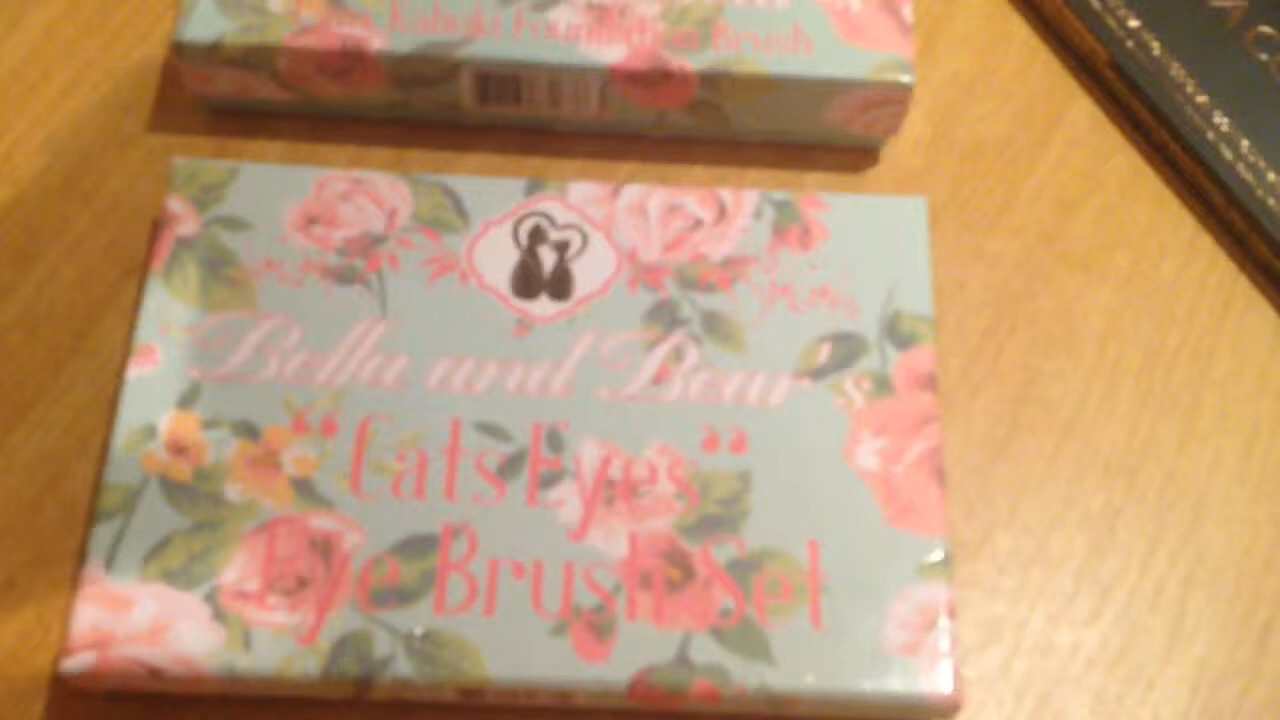 Kabuki Foundation Brush
Bella and Bear's
“Cats Eyes”
Eye Brush Set